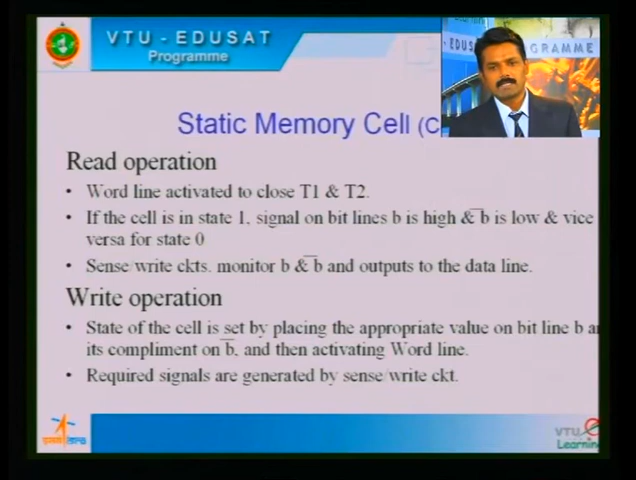 VTU - EDUSAT
Programme
EDUS
GRAMME
Static Memory Cell (C
Read operation
• Word line activated to close T1 & T2.
• If the cell is in state 1, signal on bit lines b is high & b̅ is low & vice
versa for state 0
• Sense/write ckts. monitor b & b̅ and outputs to the data line.
Write operation
• State of the cell is set by placing the appropriate value on bit line b a
its compliment on b̅, and then activating Word line.
• Required signals are generated by sense/write ckt.
VTU e
Learning